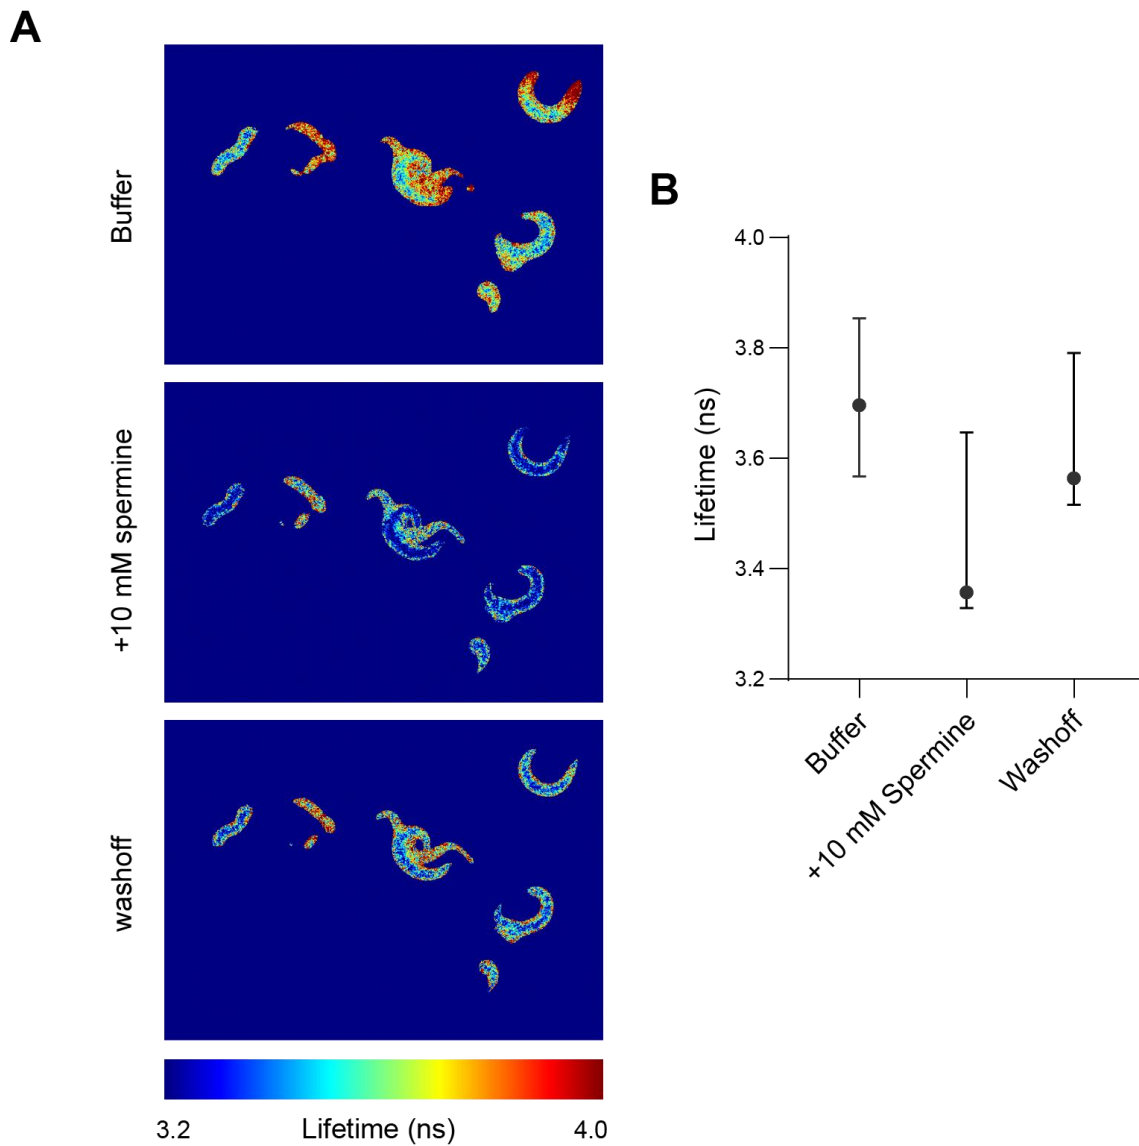 A
Buffer
+10 mM spermine
washoff
3.2
Lifetime (ns)
4.0
B
Lifetime (ns)
4.0
3.8
3.6
3.4
3.2
Buffer
+10 mM Spermine
Washoff